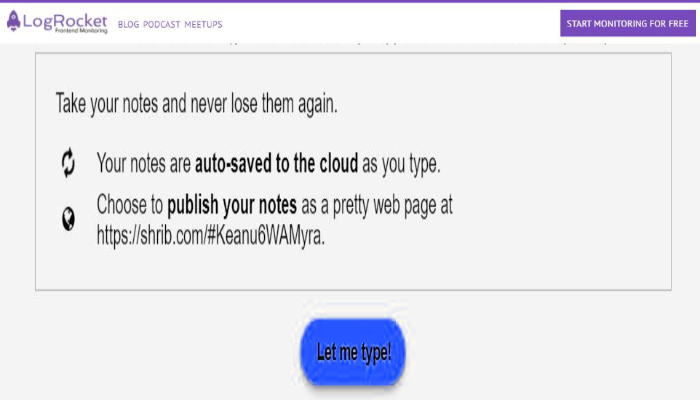 LogRocket
Frontend Monitoring
BLOG PODCAST MEETUPS
START MONITORING FOR FREE
Take your notes and never lose them again.
Your notes are auto-saved to the cloud as you type.
Choose to publish your notes as a pretty web page at
https://shrib.com/#Keanu6WAMyra.
Let me type!